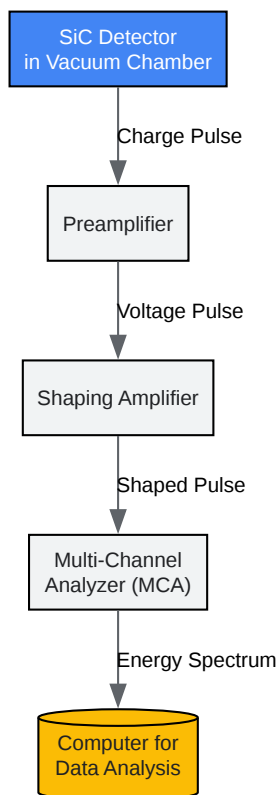 SiC Detector
in Vacuum Chamber
Charge Pulse
Preamplifier
Voltage Pulse
Shaping Amplifier
Shaped Pulse
Multi-Channel
Analyzer (MCA)
Energy Spectrum
Computer for
Data Analysis